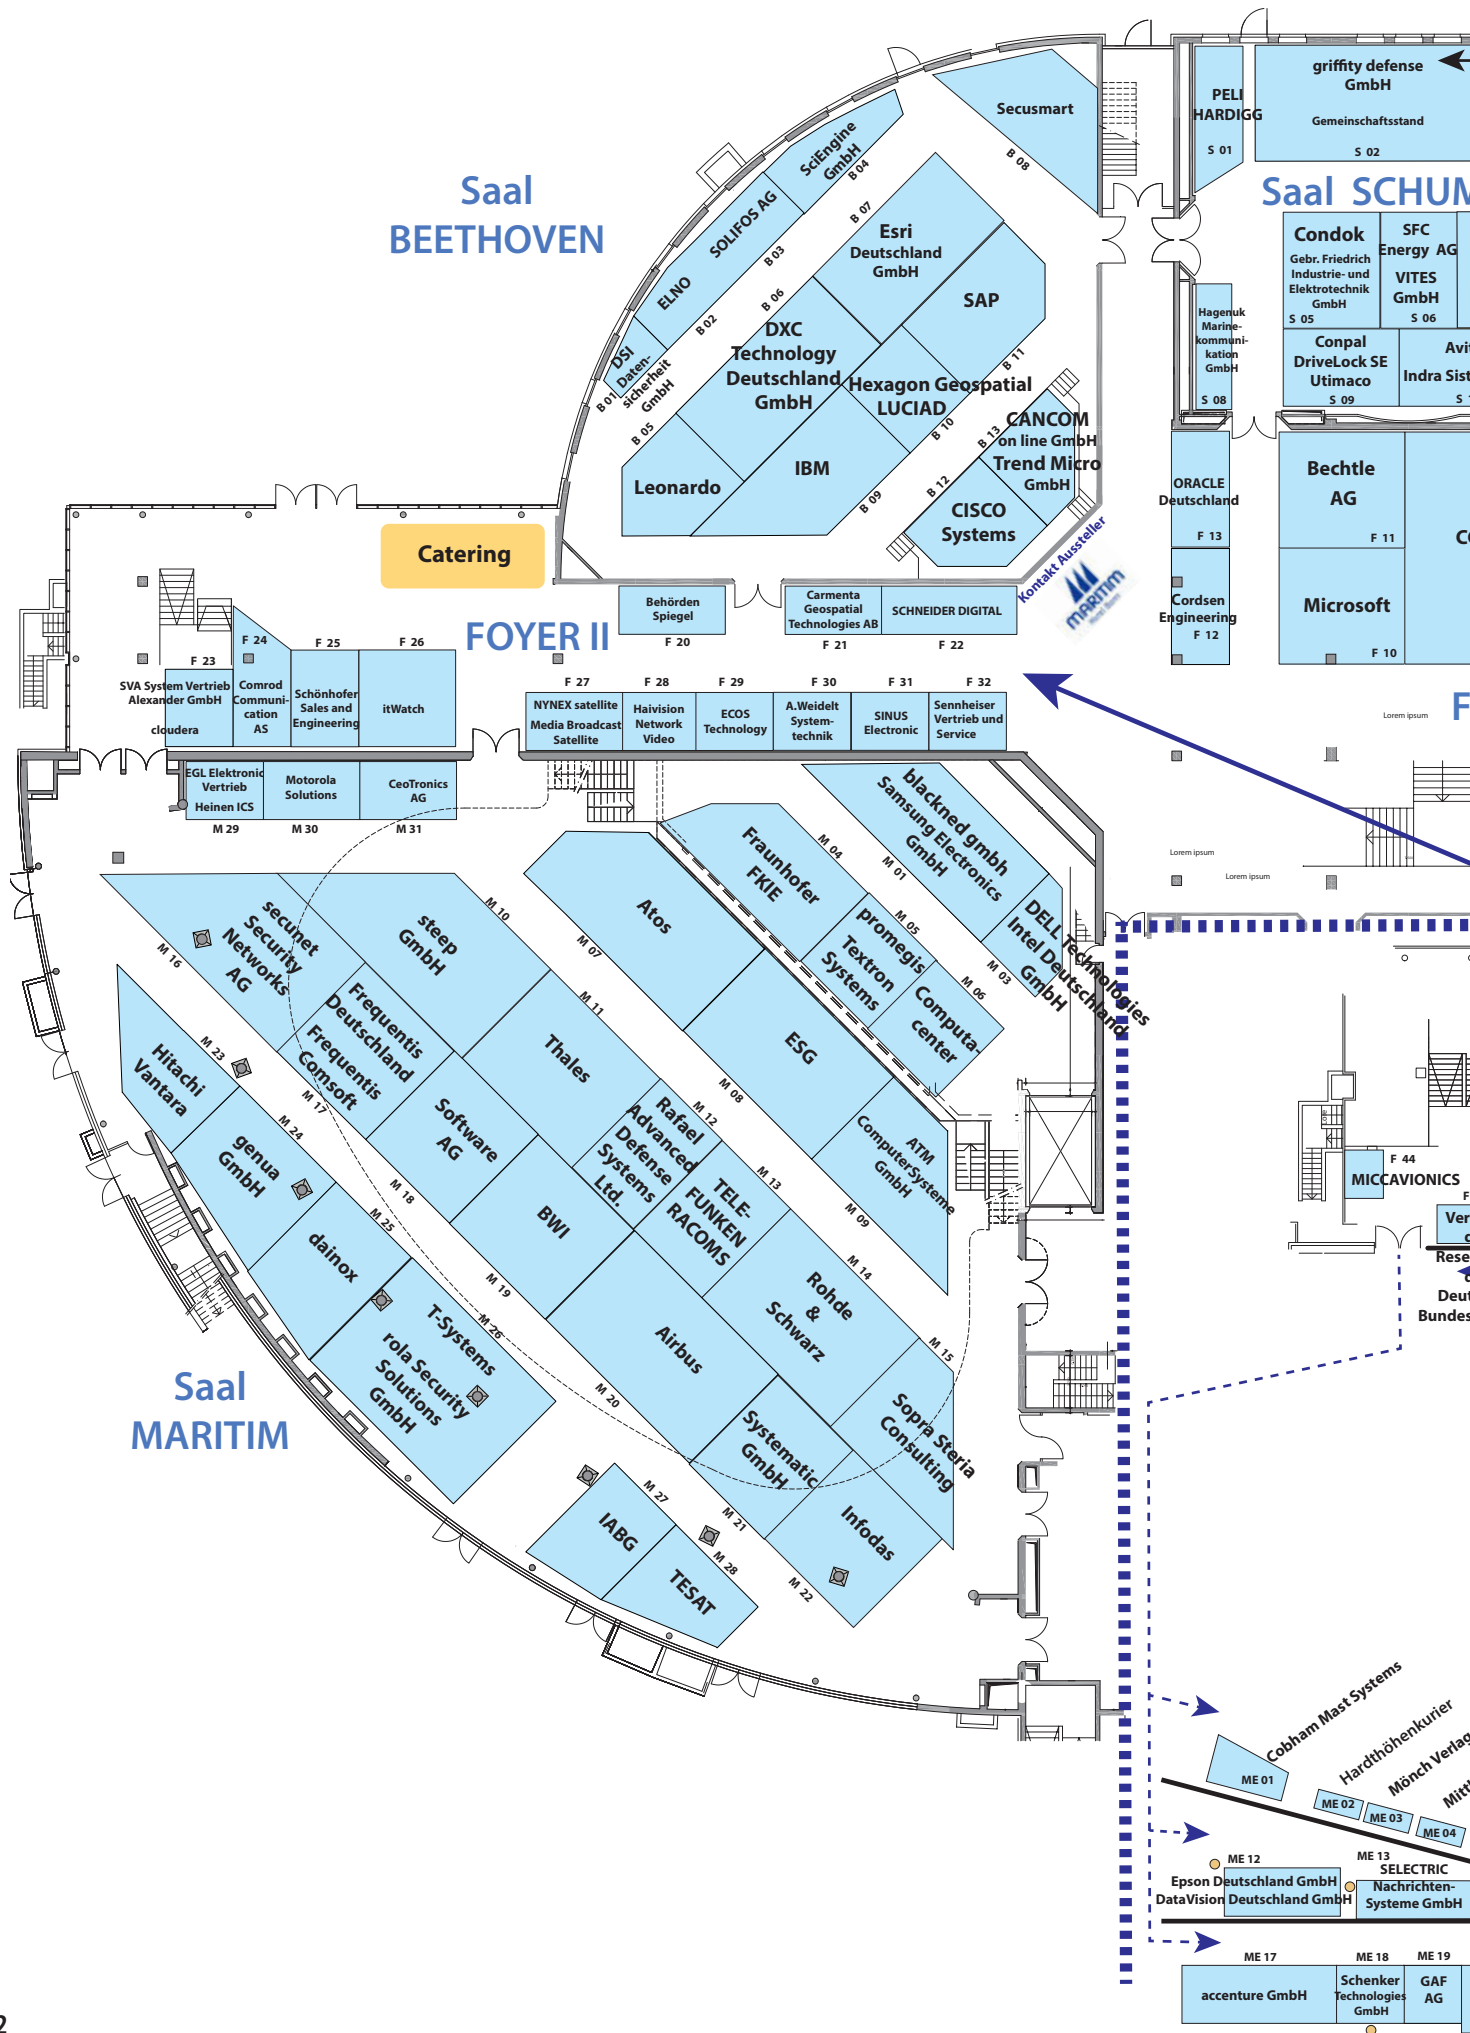 Saal
BEETHOVEN
Secusmart
B 08
SciEngine
GmbH
B 04
SOLIFOS AG
B 03
ELNO
B 02
DSI
Daten-
sicherheit
GmbH
B 01
B 07
Esri
Deutschland
GmbH
B 06
DXC
Technology
Deutschland
GmbH
SAP
B 11
Hexagon Geospatial
LUCIAD
B 10
B 05
Leonardo
IBM
B 09
B 13
CANCOM
on line GmbH
Trend Micro
GmbH
B 12
CISCO
Systems
Kontakt Aussteller
MARITIM
PELI
HARDIGG
S 01
griffity defense
GmbH
Gemeinschaftsstand
S 02
Saal SCHUM
Condok
Gebr. Friedrich
Industrie- und
Elektrotechnik
GmbH
S 05
SFC
Energy AG
VITES
GmbH
S 06
Hagenuk
Marine-
kommuni-
kation
GmbH
S 08
Conpal
DriveLock SE
Utimaco
S 09
Avit
Indra Sist
S 1
ORACLE
Deutschland
F 13
Bechtle
AG
F 11
CO
Cordsen
Engineering
F 12
Microsoft
F 10
F
Lorem ipsum
Lorem ipsum
Lorem ipsum
Catering
FOYER II
Behörden
Spiegel
F 20
Carmenta
Geospatial
Technologies AB
F 21
SCHNEIDER DIGITAL
F 22
F 23
SVA System Vertrieb
Alexander GmbH
cloudera
F 24
Comrod
Communi-
cation
AS
F 25
Schönhofer
Sales and
Engineering
F 26
itWatch
F 27
NYNEX satellite
Media Broadcast
Satellite
F 28
Haivision
Network
Video
F 29
ECOS
Technology
F 30
A.Weidelt
System-
technik
F 31
SINUS
Electronic
F 32
Sennheiser
Vertrieb und
Service
EGL Elektronic
Vertrieb
Heinen ICS
M 29
Motorola
Solutions
M 30
CeoTronics
AG
M 31
blackned gmbh
Samsung Electronics
GmbH
M 01
DELL Technologies
Intel Deutschland
GmbH
M 03
M 04
Fraunhofer
FKIE
M 05
promegis
Textron
Systems
M 06
Computa-
center
Atos
M 07
ESG
M 08
ATM
ComputerSysteme
GmbH
M 09
M 10
steep
GmbH
M 11
Thales
M 12
Rafael
Advanced
Defense
Systems
Ltd.
M 13
TELE-
FUNKEN
RACOMS
M 14
Rohde
&
Schwarz
M 15
Sopra Steria
Consulting
secunet
Security
Networks
AG
M 16
Frequentis
Deutschland
Frequentis
Comsoft
M 17
Software
AG
M 18
BWI
M 19
Airbus
M 20
Systematic
GmbH
M 21
Infodas
M 22
M 23
Hitachi
Vantara
M 24
genua
GmbH
M 25
dainox
M 26
T-Systems
rola Security
Solutions
GmbH
M 27
IABG
M 28
TESAT
Saal
MARITIM
F 44
MICCAVIONICS
F
Ver
d
Rese
d
Deut
Bundes
Cobham Mast Systems
ME 01
Hardthöhenkurier
ME 02
Mönch Verlag
ME 03
Mittl
ME 04
ME 12
Epson Deutschland GmbH
DataVision Deutschland GmbH
ME 13
SELECTRIC
Nachrichten-
Systeme GmbH
ME 17
accenture GmbH
ME 18
Schenker
Technologies
GmbH
ME 19
GAF
AG
2